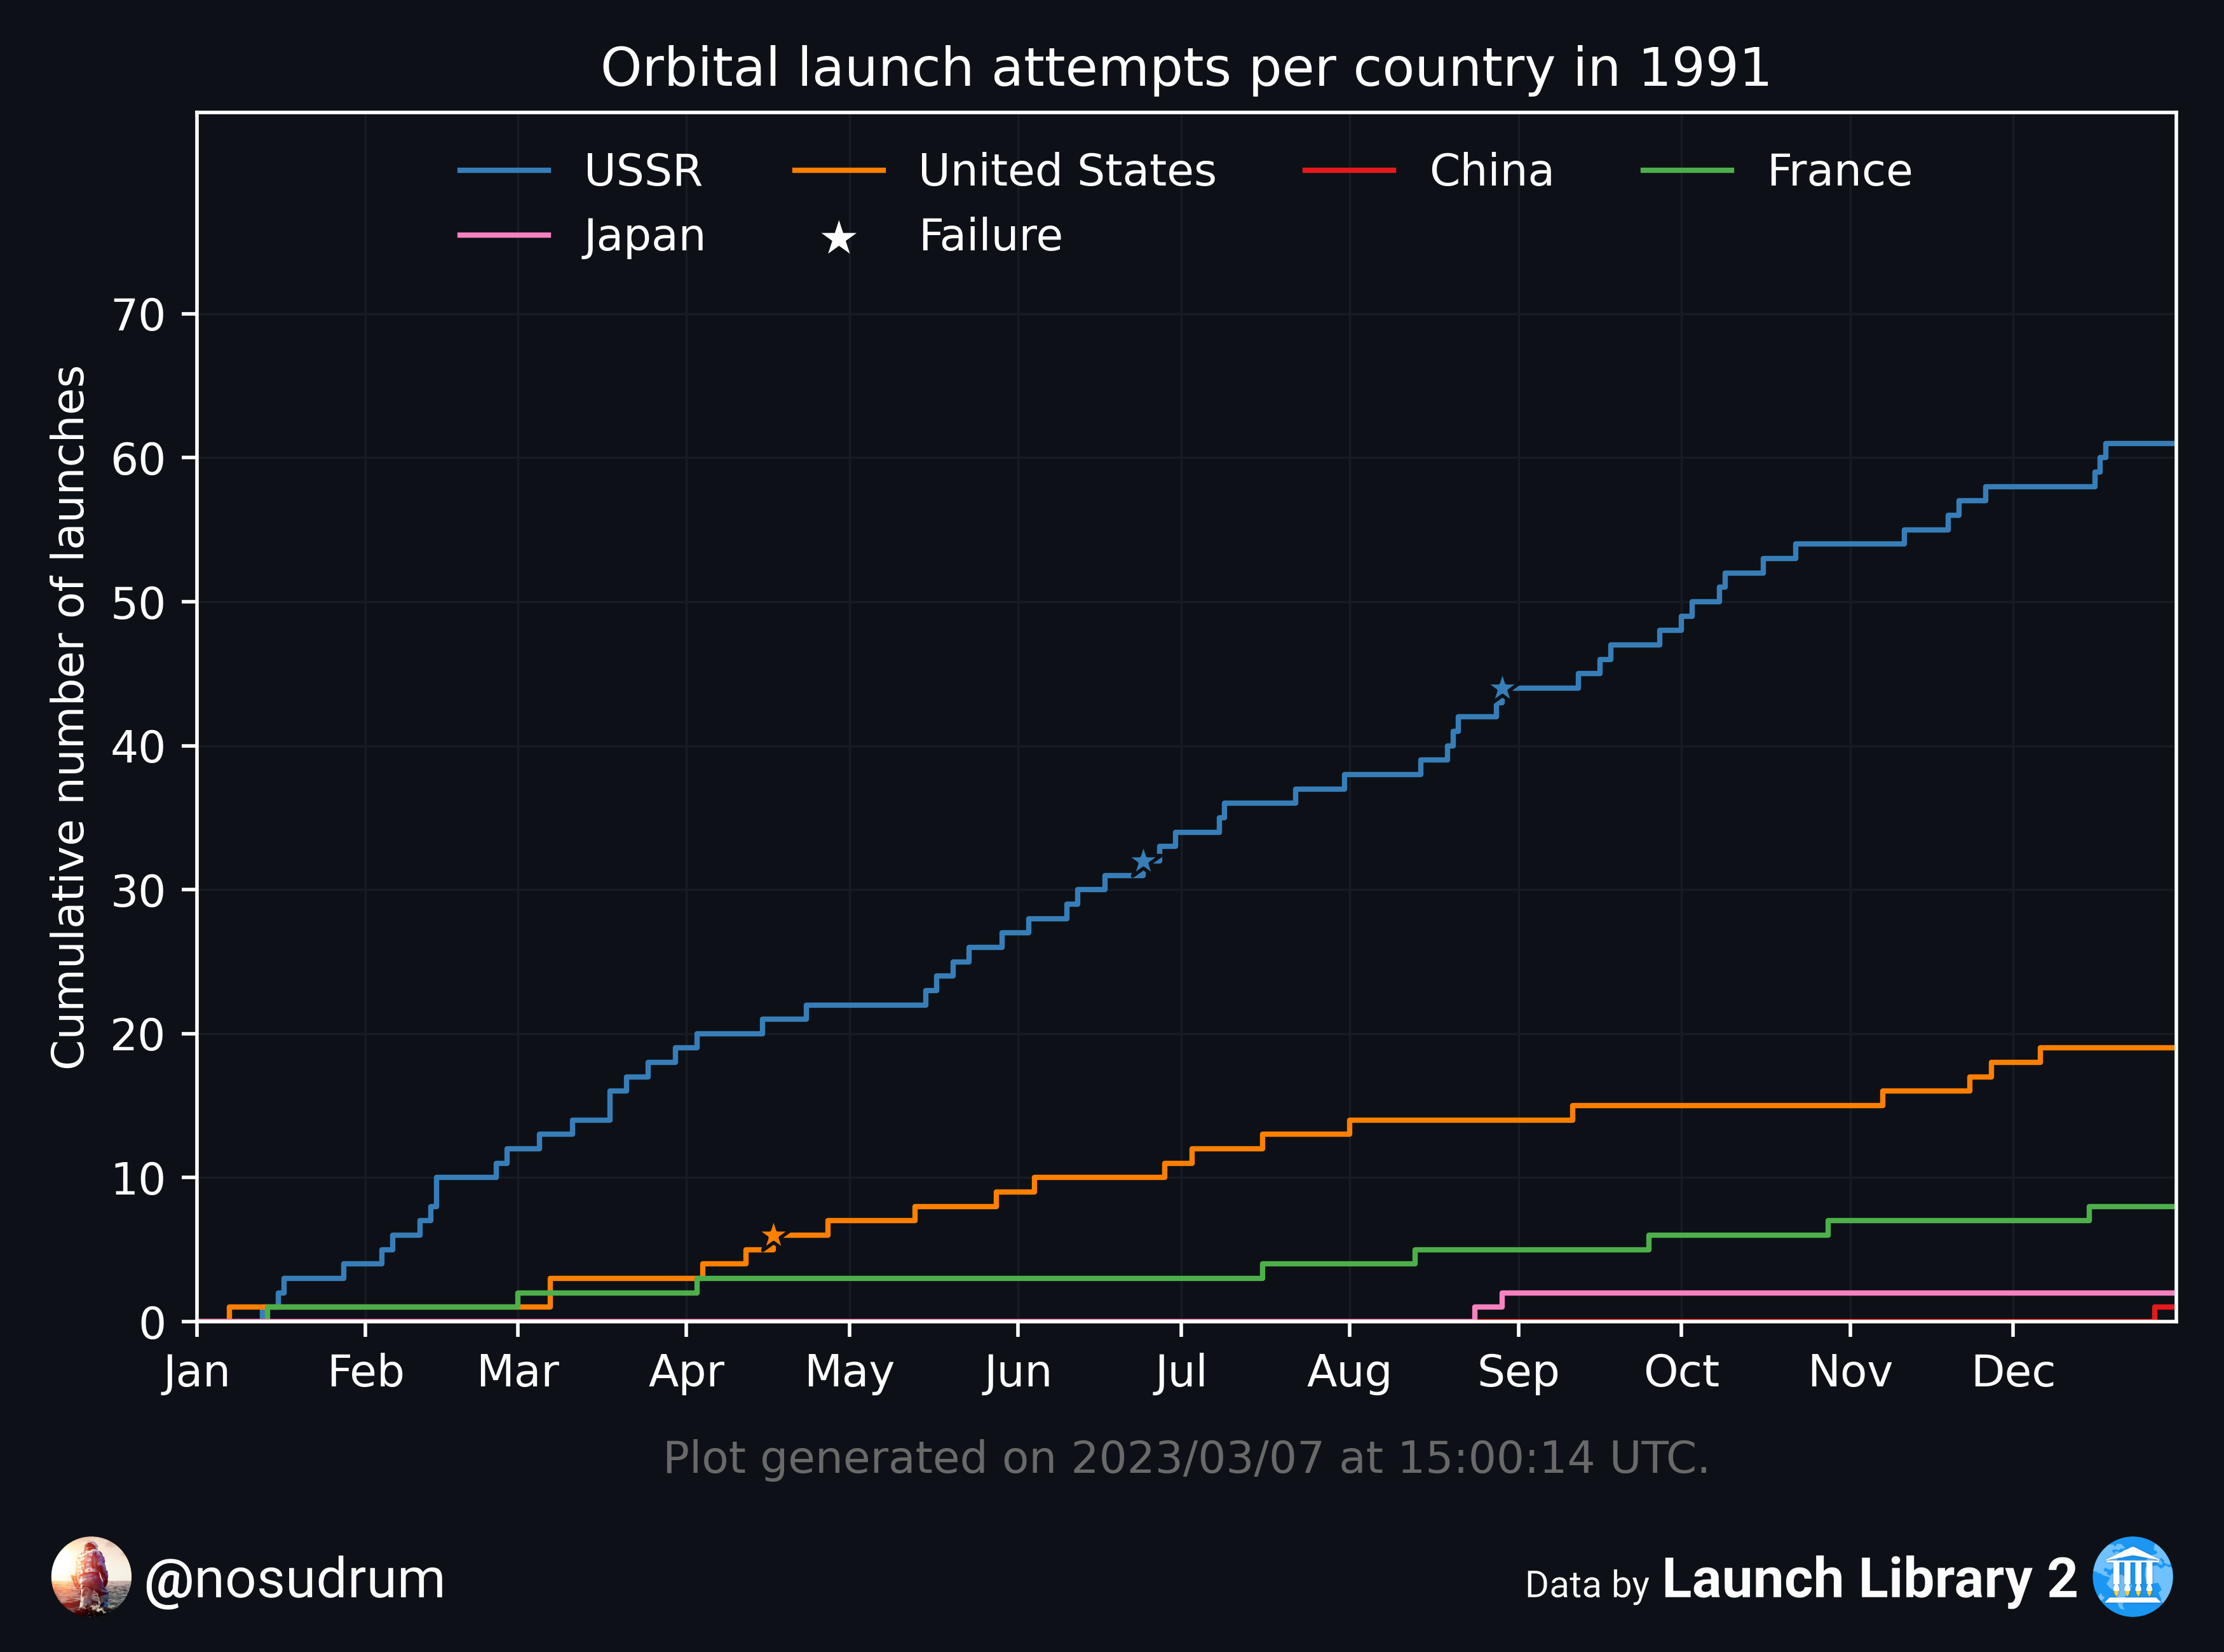 Orbital launch attempts per country in 1991
USSR United States China France
Japan Failure
Cumulative number of launches
70
60
50
40
30
20
10
0
Jan Feb Mar Apr May Jun Jul Aug Sep Oct Nov Dec
Plot generated on 2023/03/07 at 15:00:14 UTC.
@nosudrum
Data by Launch Library 2